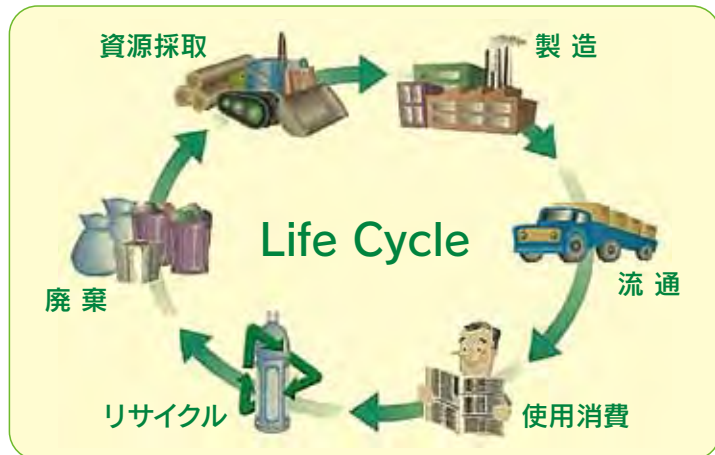 資源採取
製 造
Life Cycle
流 通
廃 棄
リサイクル
使用消費